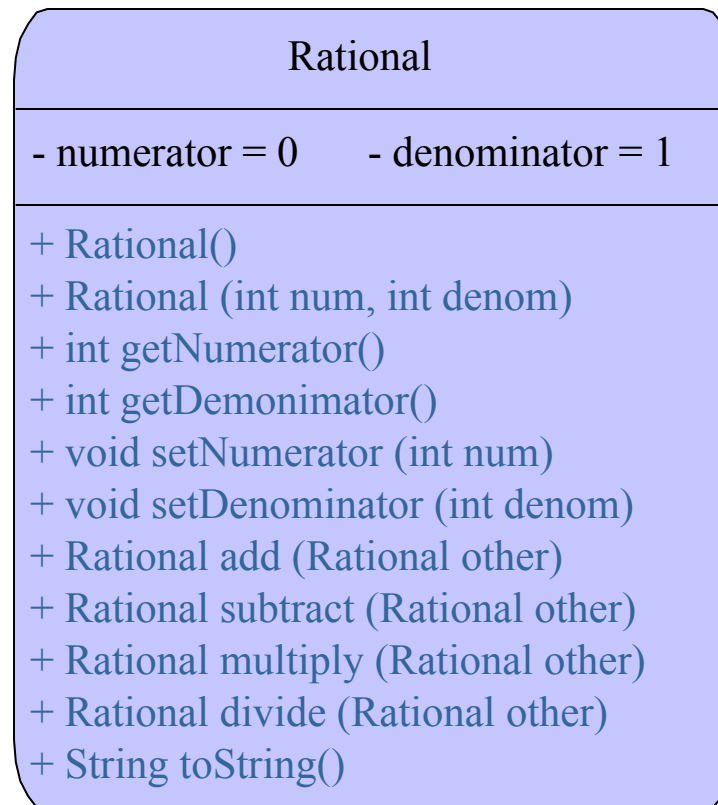 Rational
- numerator = 0 - denominator = 1
+ Rational()
+ Rational (int num, int denom)
+ int getNumerator()
+ int getDemonimator()
+ void setNumerator (int num)
+ void setDenominator (int denom)
+ Rational add (Rational other)
+ Rational subtract (Rational other)
+ Rational multiply (Rational other)
+ Rational divide (Rational other)
+ String toString()